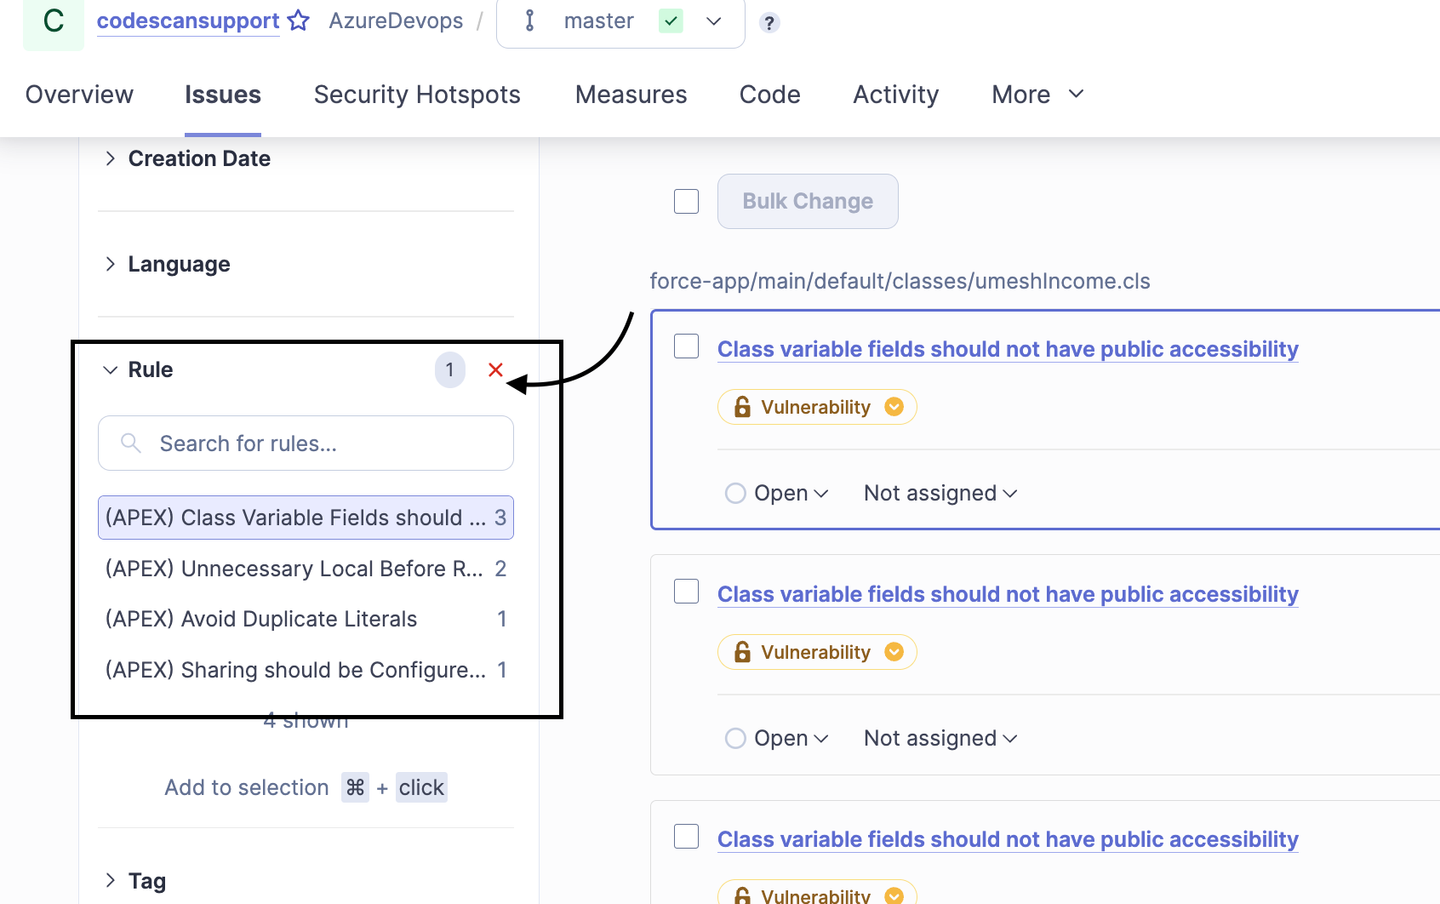 C codescansupport AzureDevops / master ?
Overview Issues Security Hotspots Measures Code Activity More
Creation Date
Language
Rule 1
Search for rules...
(APEX) Class Variable Fields should ... 3
(APEX) Unnecessary Local Before R... 2
(APEX) Avoid Duplicate Literals 1
(APEX) Sharing should be Configure... 1
4 shown
Add to selection ⌘ + click
Tag
Bulk Change
force-app/main/default/classes/umeshIncome.cls
Class variable fields should not have public accessibility
Vulnerability
Open Not assigned
Class variable fields should not have public accessibility
Vulnerability
Open Not assigned
Class variable fields should not have public accessibility
Vulnerability